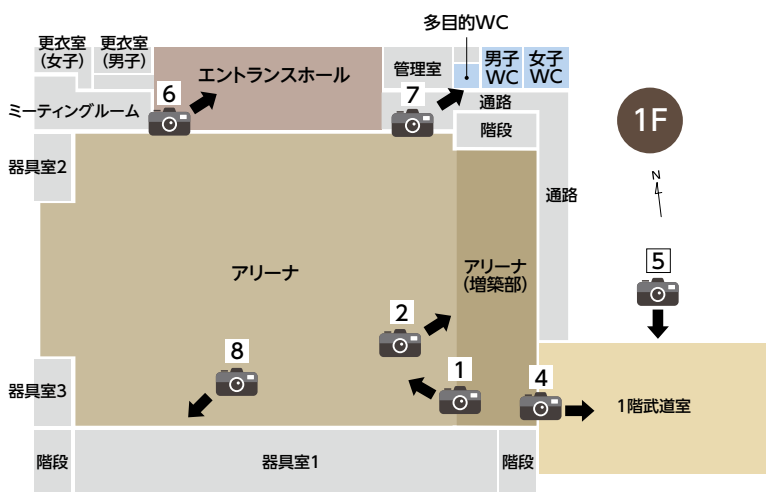 多目的WC
更衣室
(女子)
更衣室
(男子)
エントランスホール
管理室
男子
WC
女子
WC
6
7
ミーティングルーム
通路
階段
1F
N
器具室2
通路
アリーナ
アリーナ
(増築部)
5
2
8
1
4
器具室3
1階武道室
階段
器具室1
階段